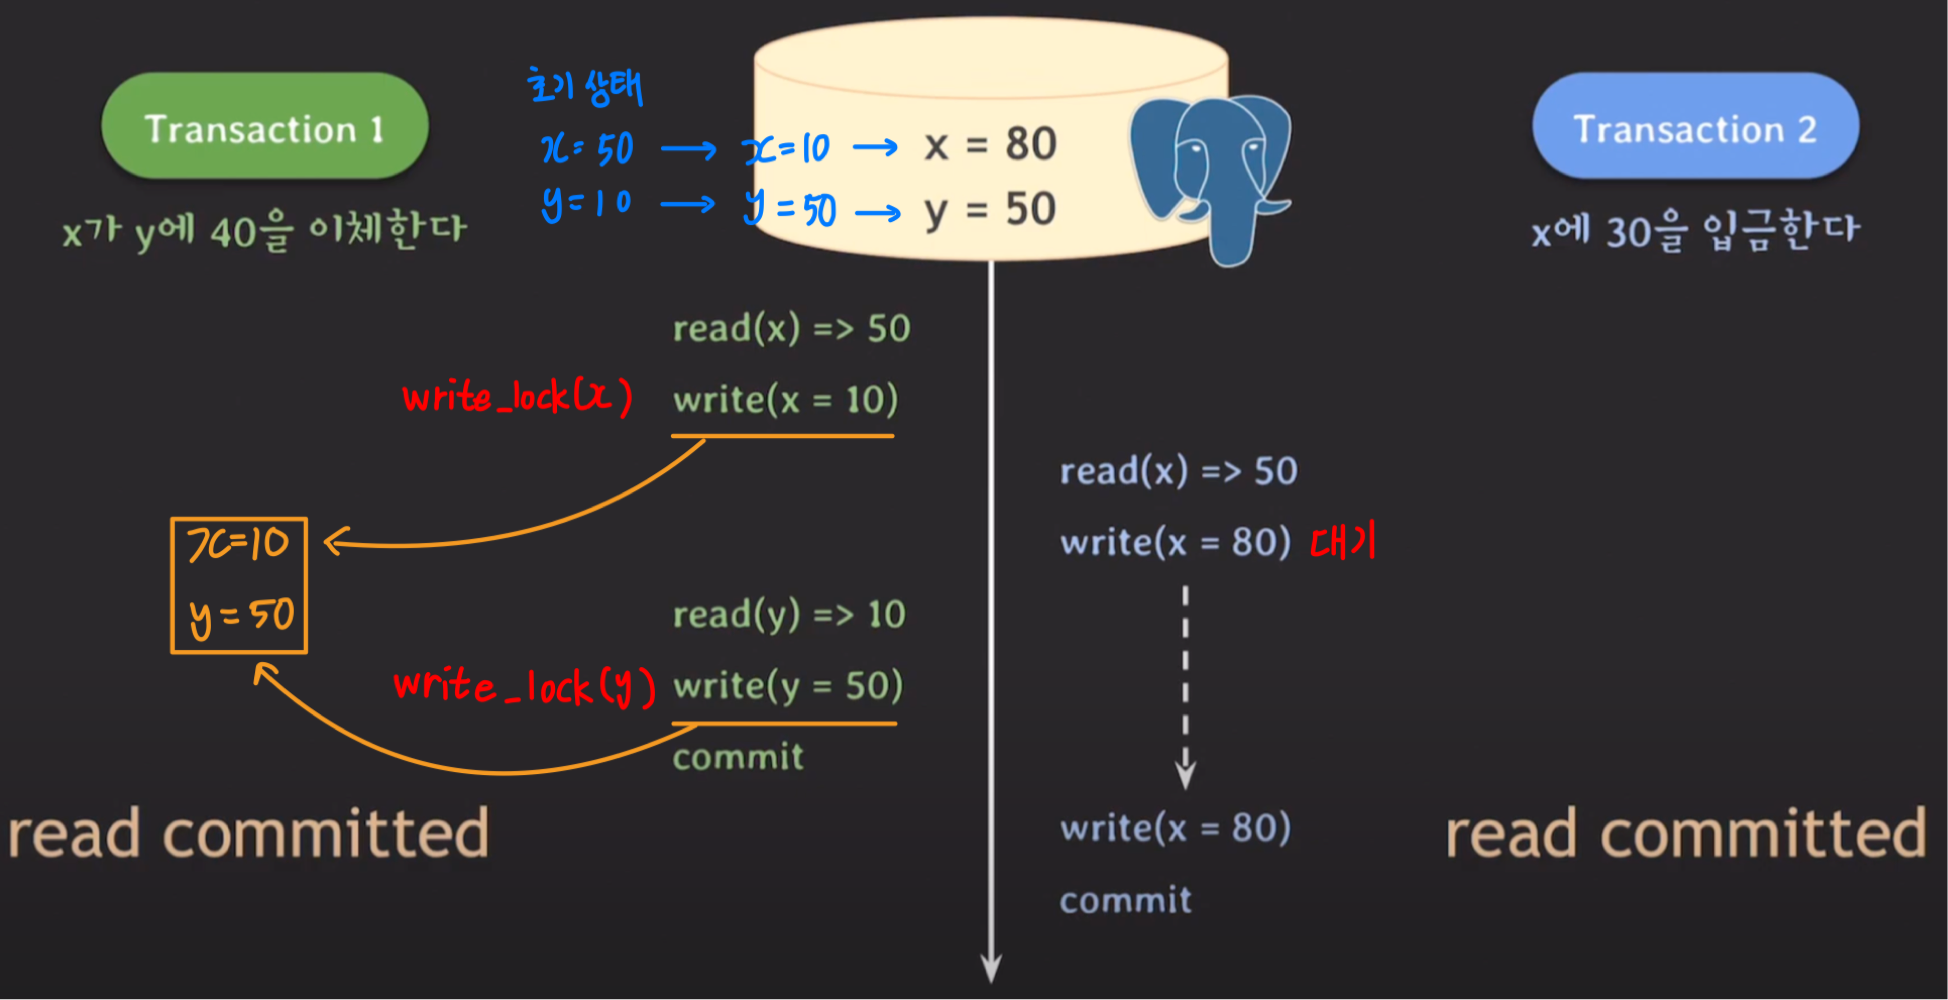 Transaction 1
x가 y에 40을 이체한다
초기 상태
x = 50 → x = 10 → x = 80
y = 10 → y = 50 → y = 50
Transaction 2
x에 30을 입금한다
read(x) => 50
write_lock(x) write(x = 10)
read(x) => 50
write(x = 80) 대기
x=10
y = 50
read(y) => 10
write_lock(y) write(y = 50)
commit
write(x = 80)
commit
read committed
read committed